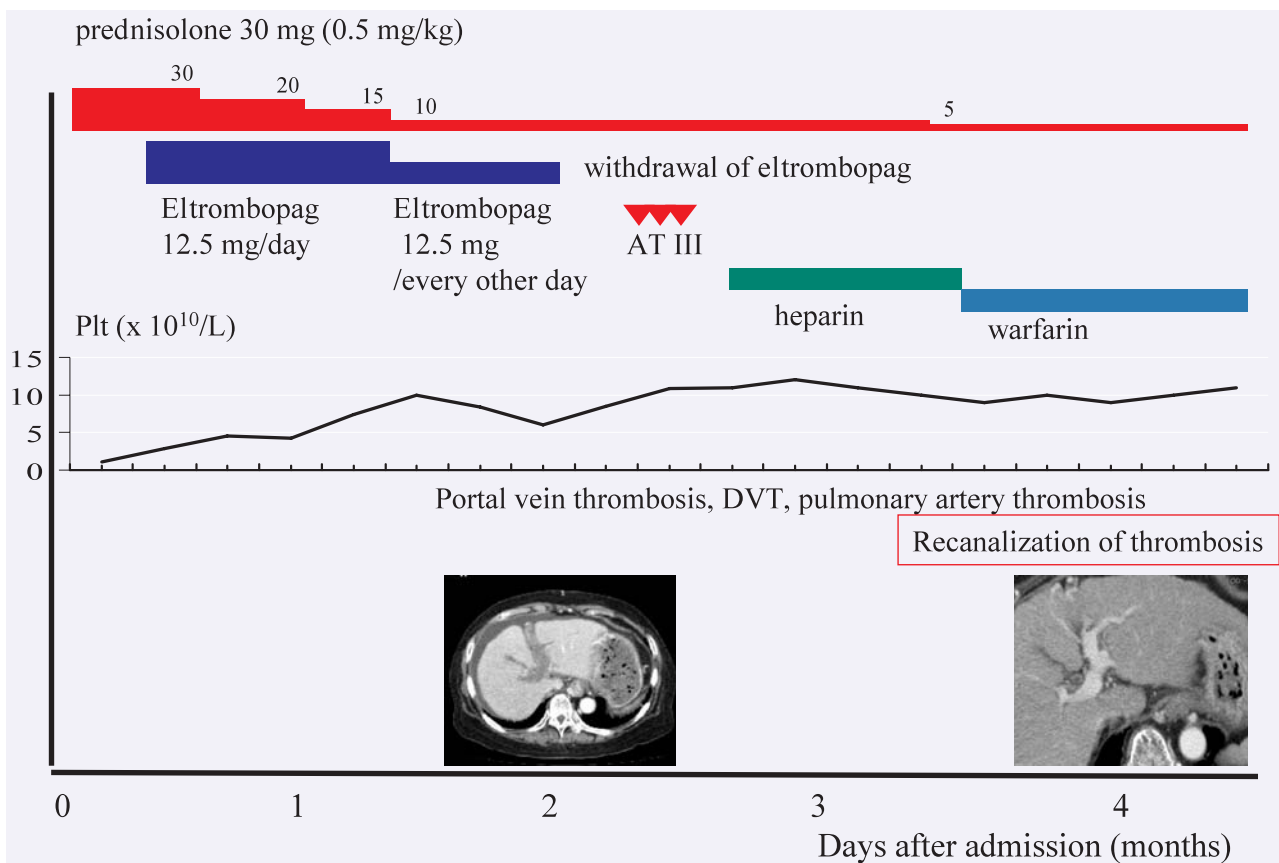 prednisolone 30 mg (0.5 mg/kg)
30
20
15
10
5
withdrawal of eltrombopag
Eltrombopag
12.5 mg/day
Eltrombopag
12.5 mg
/every other day
AT III
heparin
warfarin
Plt (x 10¹⁰/L)
15
10
5
0
Portal vein thrombosis, DVT, pulmonary artery thrombosis
Recanalization of thrombosis
0 1 2 3 4
Days after admission (months)